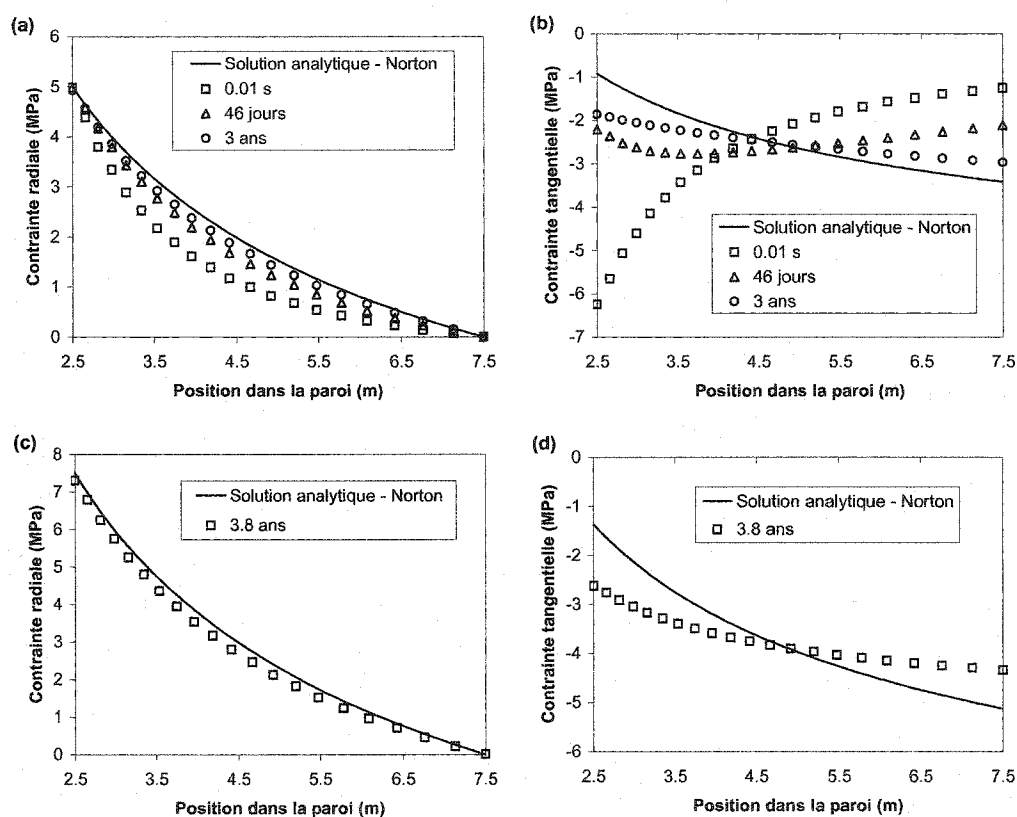 (a)
Contrainte radiale (MPa)
6
5
4
3
2
1
0
Solution analytique - Norton
0.01 s
46 jours
3 ans
2.5 3.5 4.5 5.5 6.5 7.5
Position dans la paroi (m)
(b)
Contrainte tangentielle (MPa)
-0
-1
-2
-3
-4
-5
-6
-7
Solution analytique - Norton
0.01 s
46 jours
3 ans
2.5 3.5 4.5 5.5 6.5 7.5
Position dans la paroi (m)
(c)
Contrainte radiale (MPa)
8
7
6
5
4
3
2
1
0
Solution analytique - Norton
3.8 ans
2.5 3.5 4.5 5.5 6.5 7.5
Position dans la paroi (m)
(d)
Contrainte tangentielle (MPa)
-0
-1
-2
-3
-4
-5
-6
Solution analytique - Norton
3.8 ans
2.5 3.5 4.5 5.5 6.5 7.5
Position dans la paroi (m)